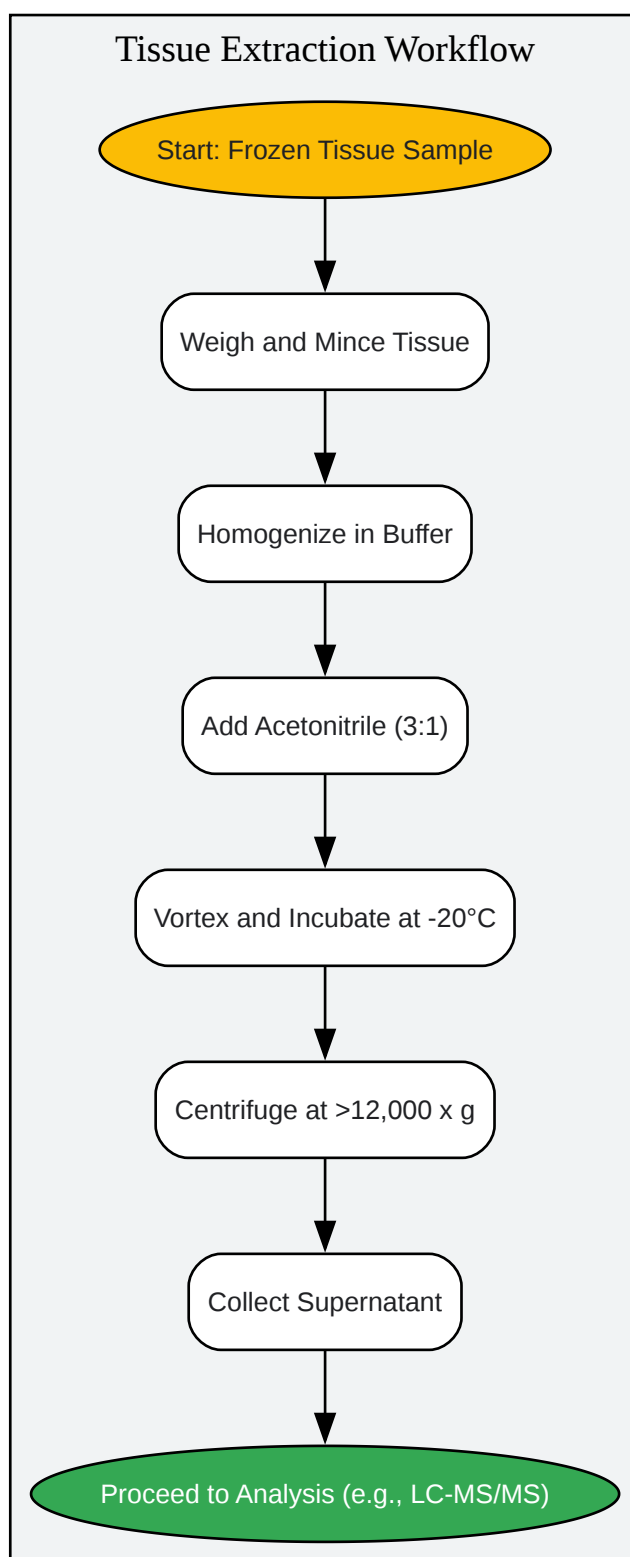 Tissue Extraction Workflow
Start: Frozen Tissue Sample
Weigh and Mince Tissue
Homogenize in Buffer
Add Acetonitrile (3:1)
Vortex and Incubate at -20°C
Centrifuge at >12,000 x g
Collect Supernatant
Proceed to Analysis (e.g., LC-MS/MS)